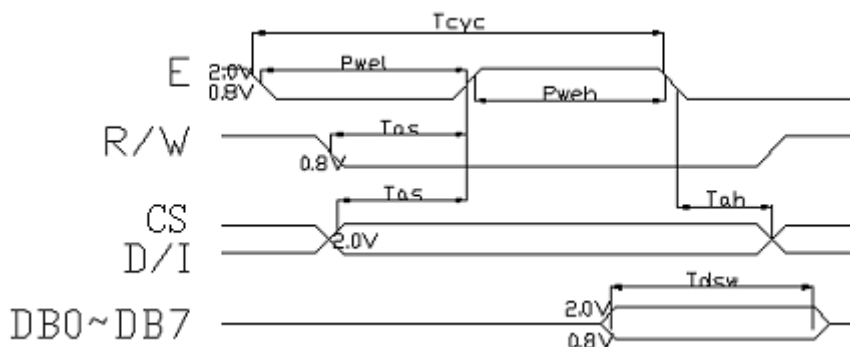 Tcyc
E
2.0V
Pwel
0.8V
Pweh
R/W
Tas
0.8V
Tas
Tah
CS
2.0V
D/I
Tdsw
2.0V
DB0~DB7
0.8V